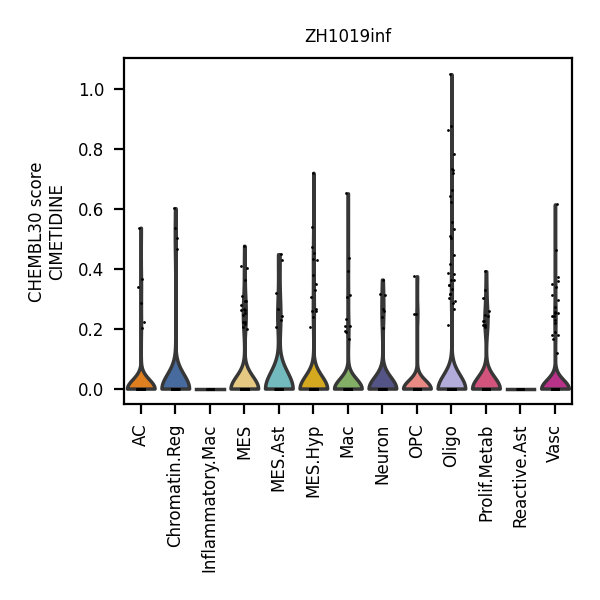 ZH1019inf
CHEMBL30 score
CIMETIDINE
1.0
0.8
0.6
0.4
0.2
0.0
AC
Chromatin.Reg
Inflammatory.Mac
MES
MES.Ast
MES.Hyp
Mac
Neuron
OPC
Oligo
Prolif.Metab
Reactive.Ast
Vasc